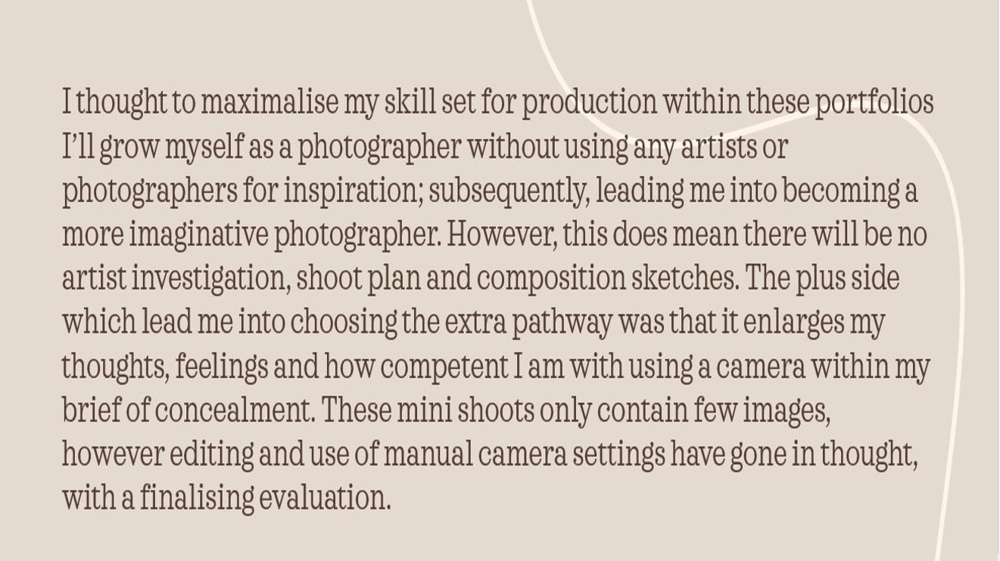 I thought to maximalise my skill set for production within these portfolios
I’ll grow myself as a photographer without using any artists or
photographers for inspiration; subsequently, leading me into becoming a
more imaginative photographer. However, this does mean there will be no
artist investigation, shoot plan and composition sketches. The plus side
which lead me into choosing the extra pathway was that it enlarges my
thoughts, feelings and how competent I am with using a camera within my
brief of concealment. These mini shoots only contain few images,
however editing and use of manual camera settings have gone in thought,
with a finalising evaluation.